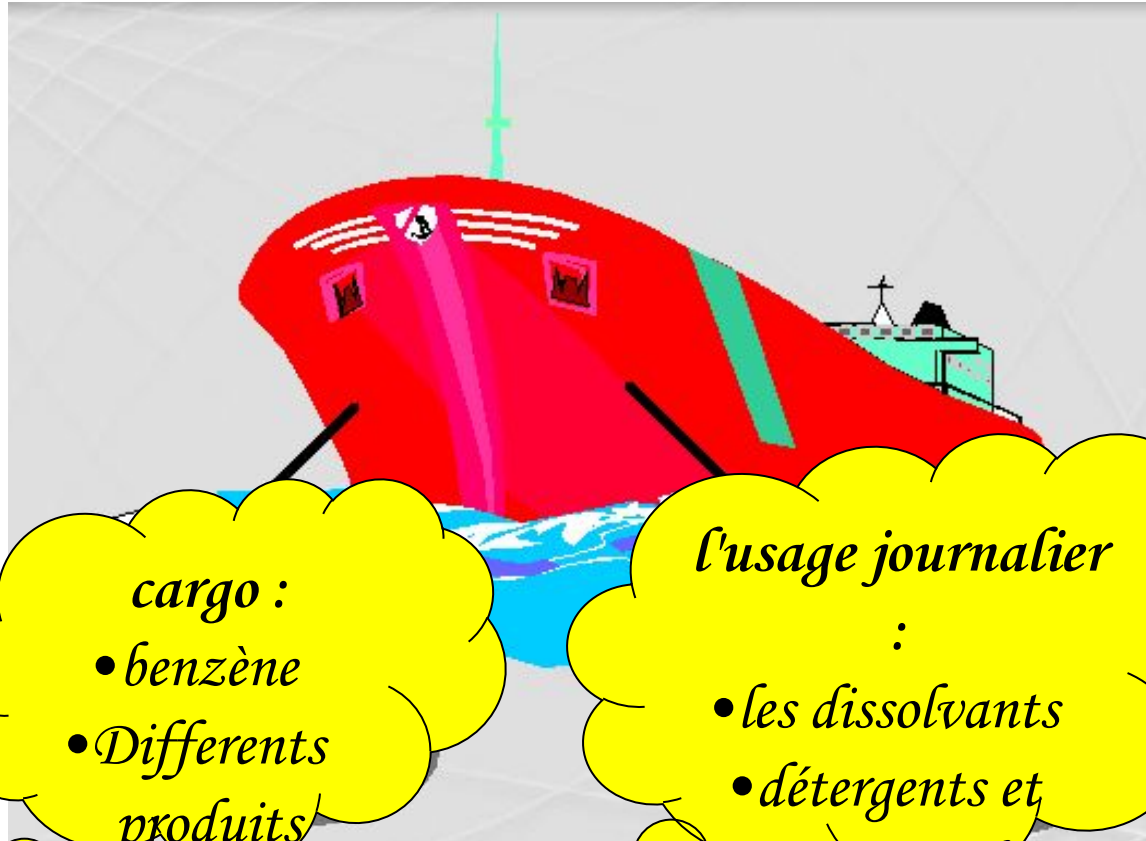 cargo :
•benzène
•Differents
produits
l'usage journalier
:
•les dissolvants
•détergents et